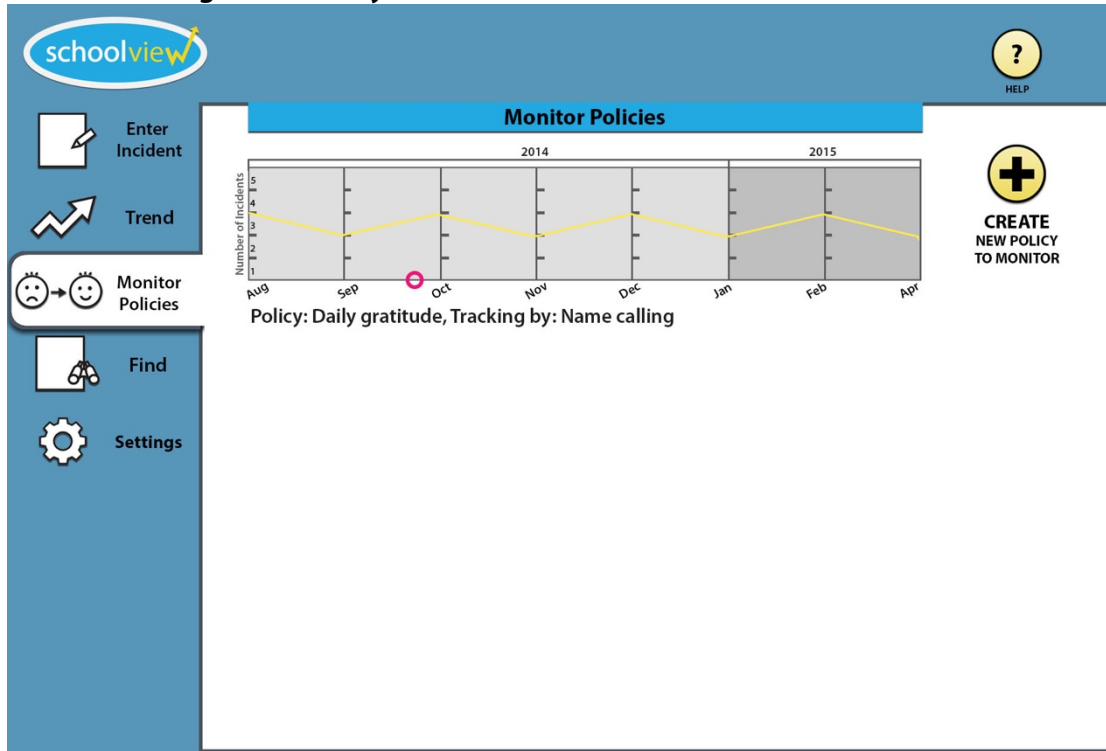 schoolview
?
HELP
Enter
Incident
Trend
Monitor
Policies
Find
Settings
Monitor Policies
2014 2015
Number of Incidents
5
4
3
2
1
Aug Sep Oct Nov Dec Jan Feb Apr
Policy: Daily gratitude, Tracking by: Name calling
CREATE
NEW POLICY
TO MONITOR